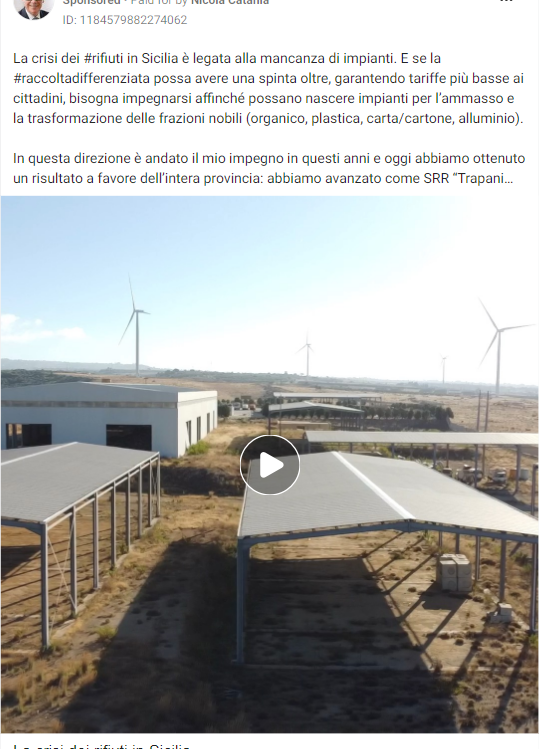 Sponsored • Paid for by Nicola Catania
ID: 1184579882274062
La crisi dei #rifiuti in Sicilia è legata alla mancanza di impianti. E se la
#raccoltadifferenziata possa avere una spinta oltre, garantendo tariffe più basse ai
cittadini, bisogna impegnarsi affinché possano nascere impianti per l’ammasso e
la trasformazione delle frazioni nobili (organico, plastica, carta/cartone, alluminio).
In questa direzione è andato il mio impegno in questi anni e oggi abbiamo ottenuto
un risultato a favore dell’intera provincia: abbiamo avanzato come SRR “Trapani...
La crisi dei rifiuti in Sicilia